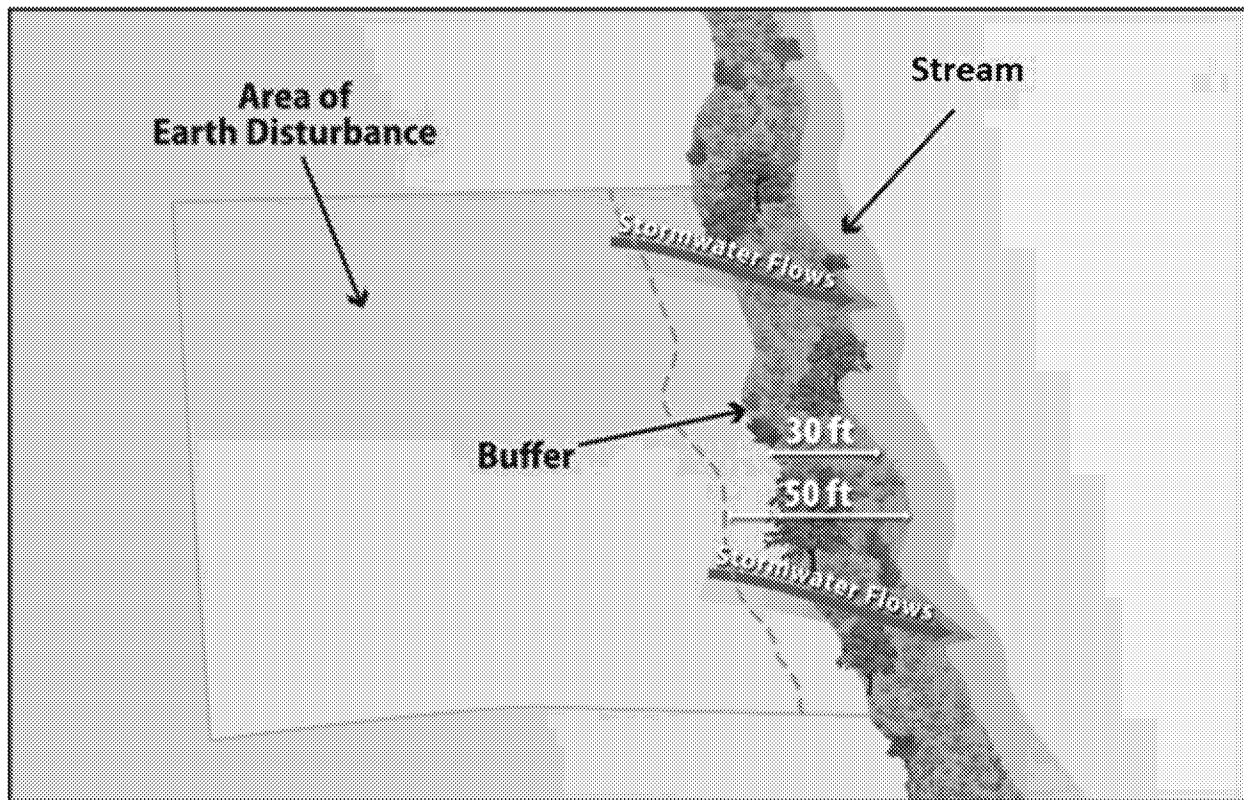 Stream
Area of
Earth Disturbance
Stormwater Flows
Buffer
30 ft
50 ft
Stormwater Flows